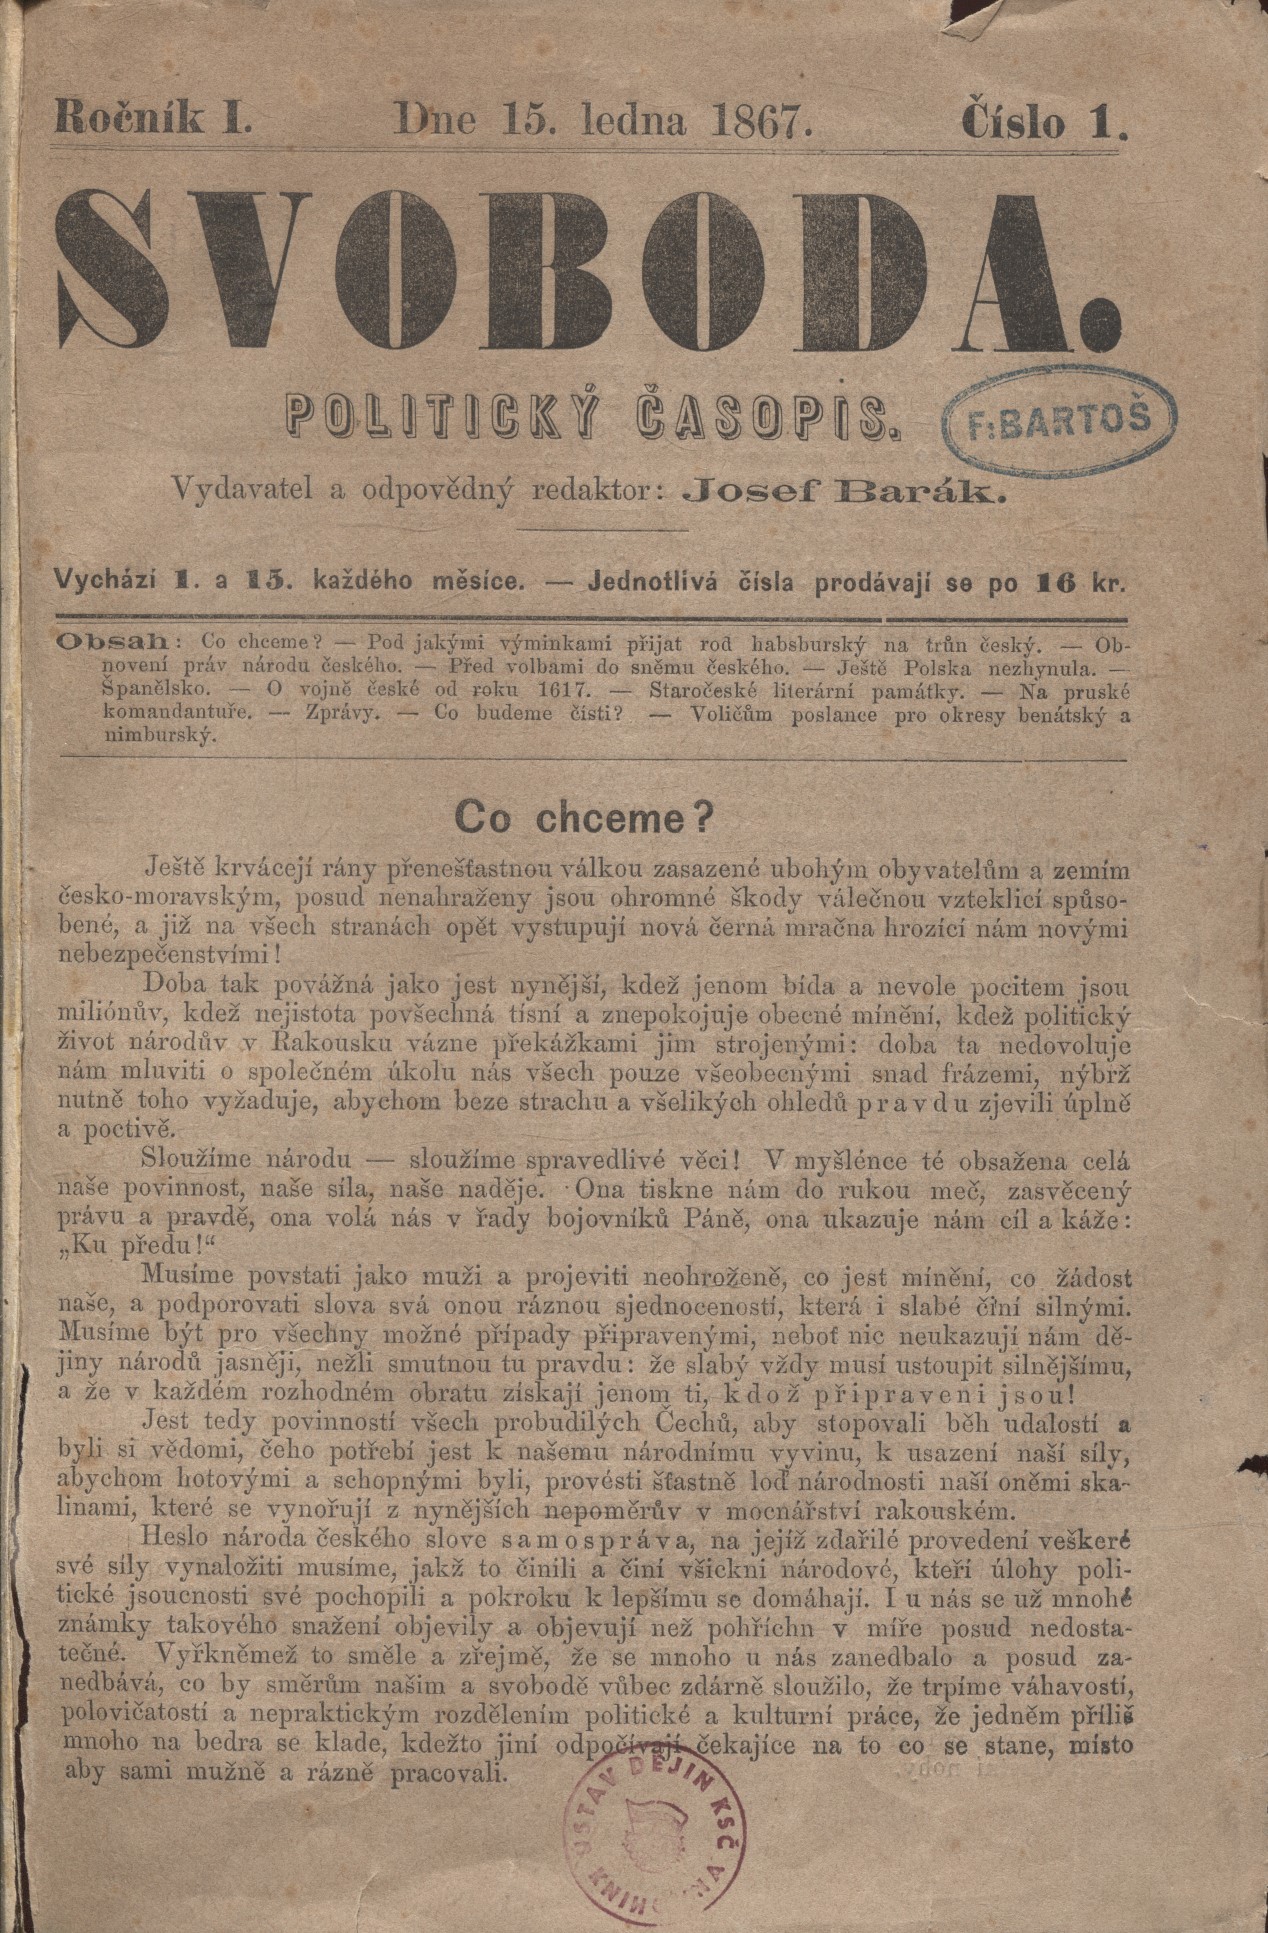 Ročník I. Dne 15. ledna 1867. Číslo 1.
SVOBODA.
POLITICKÝ ČASOPIS.
F. BARTOŠ
Vydavatel a odpovědný redaktor: Josef Barák.
Vychází 1. a 15. každého měsíce. — Jednotlivá čísla prodávají se po 16 kr.
Obsah: Co chceme? — Pod jakými výminkami přijat rod habsburský na trůn český. — Ob-
novení práv národu českého. — Před volbami do sněmu českého. — Ještě Polska nezhynula. —
Španělsko. — O vojně české od roku 1617. — Staročeské literární památky. — Na pruské
komandantuře. — Zprávy. — Co budeme čísti? — Voličům poslance pro okresy benátský a
nimburský.
Co chceme?
Ještě krvácejí rány přenešťastnou válkou zasazené ubohým obyvatelům a zemím
česko-moravským, posud nenahraženy jsou ohromné škody válečnou vzteklicí spůso-
bené, a již na všech stranách opět vystupují nová černá mračna hrozící nám novými
nebezpečenstvími!
Doba tak povážná jako jest nynější, kdež jenom bída a nevole pocitem jsou
miliónův, kdež nejistota povšechná tísní a znepokojuje obecné mínění, kdež politický
život národův v Rakousku vázne překážkami jim strojenými: doba ta nedovoluje
nám mluviti o společném úkolu nás všech pouze všeobecnými snad frázemi, nýbrž
nutně toho vyžaduje, abychom beze strachu a všelikých ohledů pravdu zjevili úplně
a poctivě.
Sloužíme národu — sloužíme spravedlivé věci! V myšlénce té obsažena celá
naše povinnost, naše síla, naše naděje. Ona tiskne nám do rukou meč, zasvěcený
právu a pravdě, ona volá nás v řady bojovníků Páně, ona ukazuje nám cíl a káže:
„Ku předu!“
Musíme povstati jako muži a projeviti neohroženě, co jest mínění, co žádost
naše, a podporovati slova svá onou ráznou sjednoceností, která i slabé činí silnými.
Musíme být pro všechny možné případy připravenými, neboť nic neukazují nám dě-
jiny národů jasněji, nežli smutnou tu pravdu: že slabý vždy musí ustoupit silnějšímu,
a že v každém rozhodném obratu získají jenom ti, kdož připraveni jsou!
Jest tedy povinností všech probudilých Čechů, aby stopovali běh udalostí a
byli si vědomi, čeho potřebí jest k našemu národnímu vyvinu, k usazení naší síly,
abychom hotovými a schopnými byli, provésti šťastně loď národnosti naší oněmi ska-
linami, které se vynořují z nynějších nepoměrův v mocnářství rakouském.
Heslo národa českého slove samospráva, na jejíž zdařilé provedení veškeré
své síly vynaložiti musíme, jakž to činili a činí všickni národové, kteří úlohy poli-
tické jsoucnosti své pochopili a pokroku k lepšímu se domáhají. I u nás se už mnohé
známky takového snažení objevily a objevují než pohříchn v míře posud nedosta-
tečné. Vyřkněmež to směle a zřejmě, že se mnoho u nás zanedbalo a posud za-
nedbává, co by směrům našim a svobodě vůbec zdárně sloužilo, že trpíme váhavostí,
polovičatostí a nepraktickým rozdělením politické a kulturní práce, že jedněm příliš
mnoho na bedra se klade, kdežto jiní odpočívají čekajíce na to co se stane, místo
aby sami mužně a rázně pracovali.
ÚSTAV DĚJIN KSČ